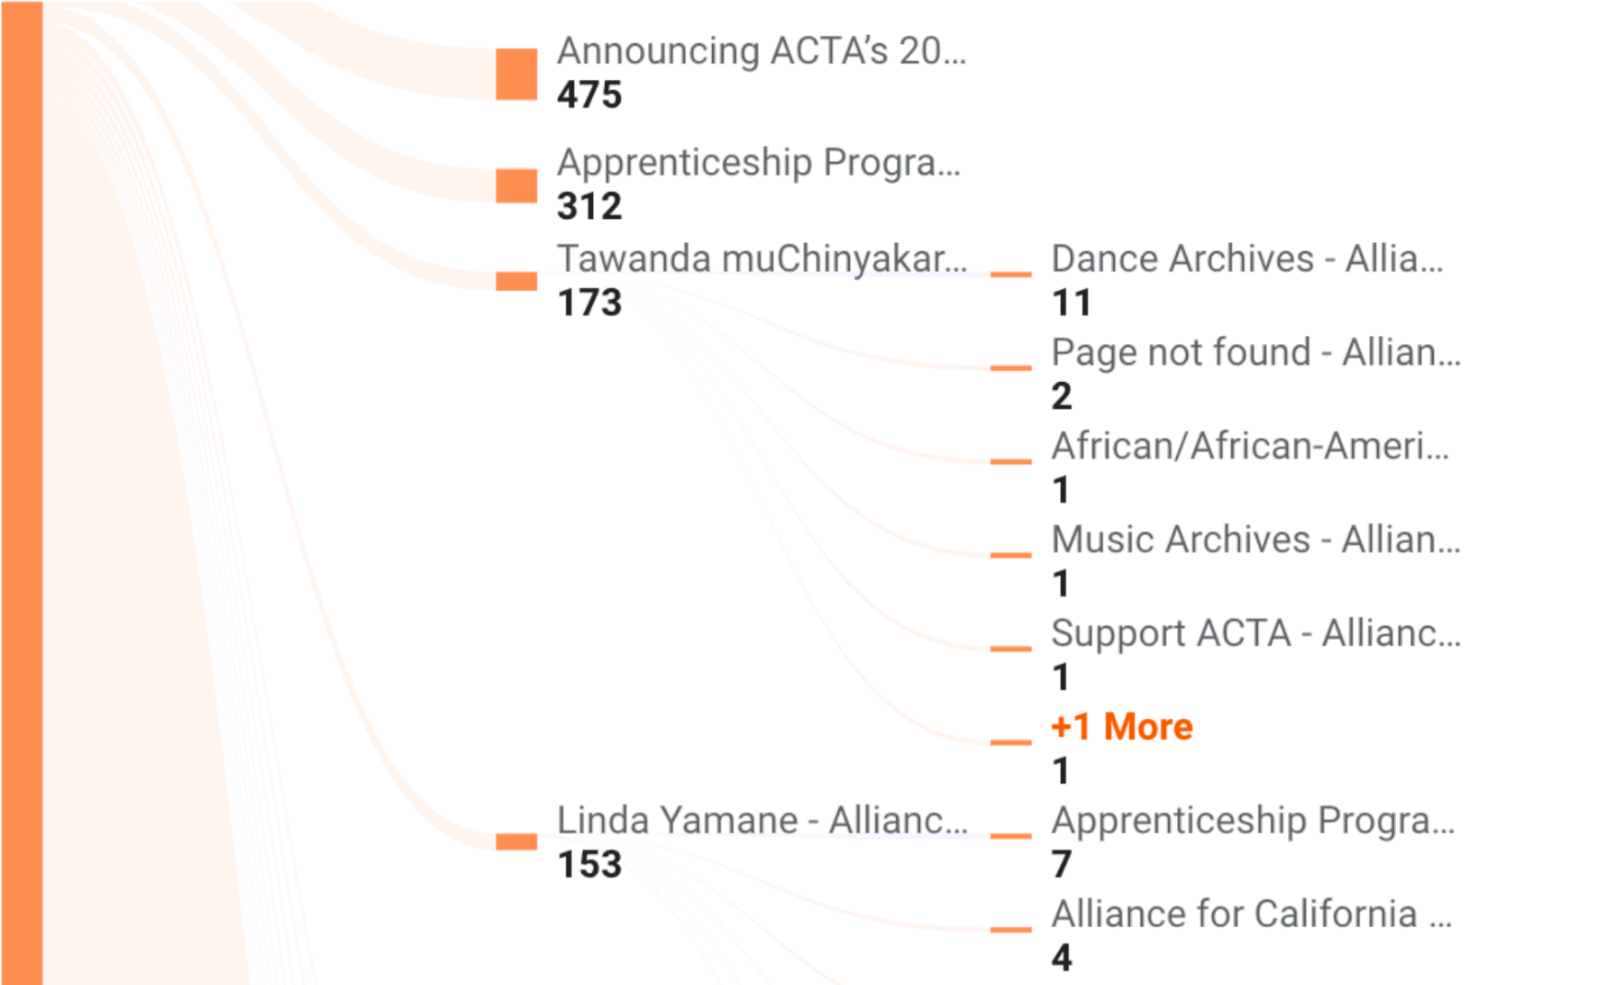 Announcing ACTA’s 20…
475
Apprenticeship Progra…
312
Tawanda muChinyakar…
173
Dance Archives - Allia…
11
Page not found - Allian…
2
African/African-Ameri…
1
Music Archives - Allian…
1
Support ACTA - Allianc…
1
+1 More
1
Linda Yamane - Allianc…
153
Apprenticeship Progra…
7
Alliance for California …
4